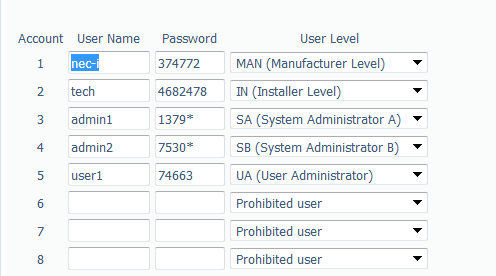 Account User Name Password User Level
1 nec-i 374772 MAN (Manufacturer Level)
2 tech 4682478 IN (Installer Level)
3 admin1 1379* SA (System Administrator A)
4 admin2 7530* SB (System Administrator B)
5 user1 74663 UA (User Administrator)
6 Prohibited user
7 Prohibited user
8 Prohibited user